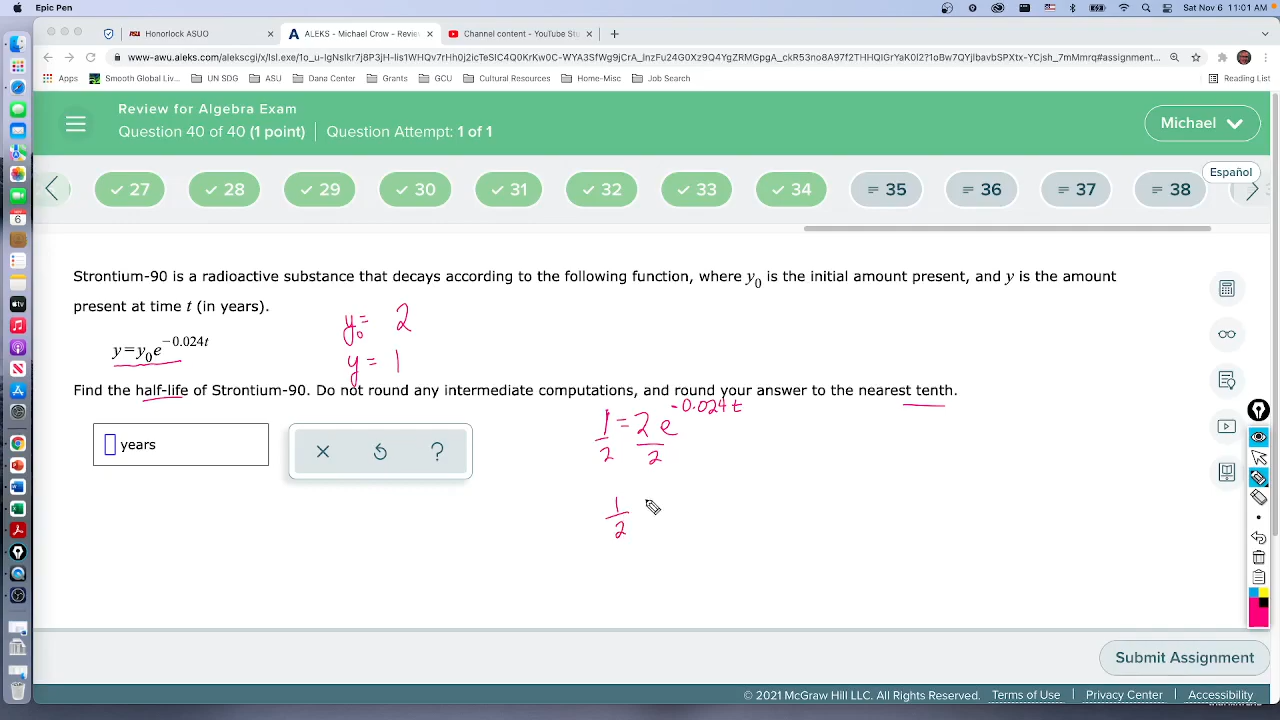 Epic Pen
Sat Nov 6 11:01 AM
Honorlock ASUO
ALEKS - Michael Crow - Revie
Channel content - YouTube Stu
Apps
Smooth Global Liv...
UN SDG
ASU
Dana Center
Grants
GCU
Cultural Resources
Home-Misc
Job Search
Reading List
Review for Algebra Exam
Question 40 of 40 (1 point) | Question Attempt: 1 of 1
Michael
27 28 29 30 31 32 33 34 35 36 37 38
Español
Strontium-90 is a radioactive substance that decays according to the following function, where y₀ is the initial amount present, and y is the amount
present at time t (in years).
y₀ = 2
y=y₀e^−0.024t
y = 1
Find the half-life of Strontium-90. Do not round any intermediate computations, and round your answer to the nearest tenth.
1/2 = 2e^-0.024t/2
years
1/2
Submit Assignment
© 2021 McGraw Hill LLC. All Rights Reserved. Terms of Use | Privacy Center | Accessibility